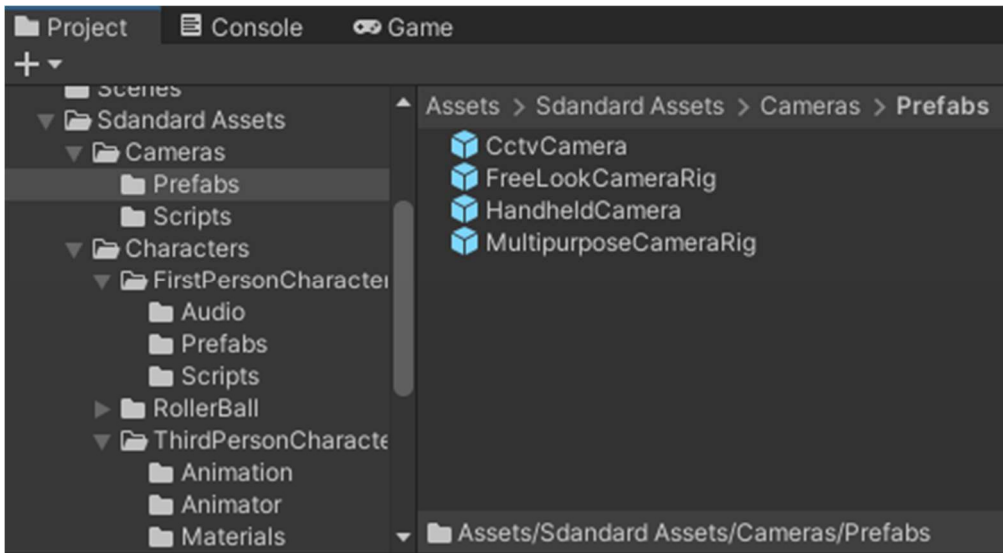 Project Console Game
Scenes
Sdandard Assets
Cameras
Prefabs
Scripts
Characters
FirstPersonCharacter
Audio
Prefabs
Scripts
RollerBall
ThirdPersonCharacte
Animation
Animator
Materials
Assets > Sdandard Assets > Cameras > Prefabs
CctvCamera
FreeLookCameraRig
HandheldCamera
MultipurposeCameraRig
Assets/Sdandard Assets/Cameras/Prefabs